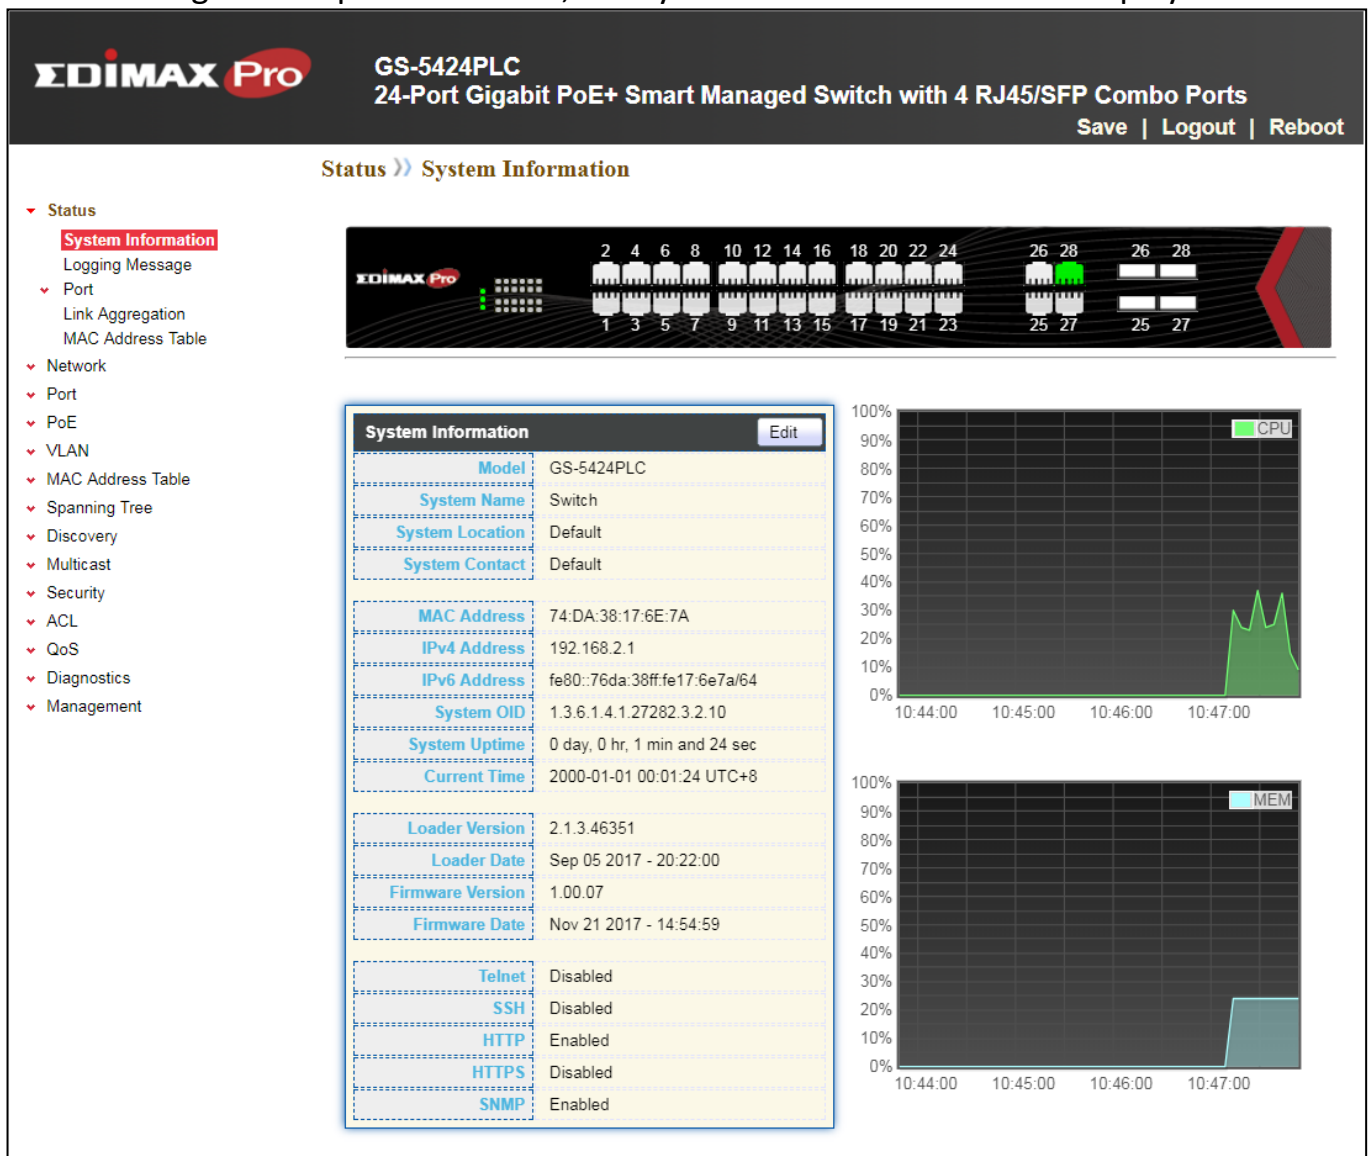 EDIMAX Pro
GS-5424PLC
24-Port Gigabit PoE+ Smart Managed Switch with 4 RJ45/SFP Combo Ports
Save | Logout | Reboot
Status » System Information
Status
System Information
Logging Message
Port
Link Aggregation
MAC Address Table
Network
Port
PoE
VLAN
MAC Address Table
Spanning Tree
Discovery
Multicast
Security
ACL
QoS
Diagnostics
Management
2 4 6 8 10 12 14 16 18 20 22 24 26 28 26 28
EDIMAX Pro
1 3 5 7 9 11 13 15 17 19 21 23 25 27 25 27
System Information Edit
Model GS-5424PLC
System Name Switch
System Location Default
System Contact Default
MAC Address 74:DA:38:17:6E:7A
IPv4 Address 192.168.2.1
IPv6 Address fe80::76da:38ff:fe17:6e7a/64
System OID 1.3.6.1.4.1.27282.3.2.10
System Uptime 0 day, 0 hr, 1 min and 24 sec
Current Time 2000-01-01 00:01:24 UTC+8
Loader Version 2.1.3.46351
Loader Date Sep 05 2017 - 20:22:00
Firmware Version 1.00.07
Firmware Date Nov 21 2017 - 14:54:59
Telnet Disabled
SSH Disabled
HTTP Enabled
HTTPS Disabled
SNMP Enabled
100%
CPU
90%
80%
70%
60%
50%
40%
30%
20%
10%
0%
10:44:00 10:45:00 10:46:00 10:47:00
100%
MEM
90%
80%
70%
60%
50%
40%
30%
20%
10%
0%
10:44:00 10:45:00 10:46:00 10:47:00